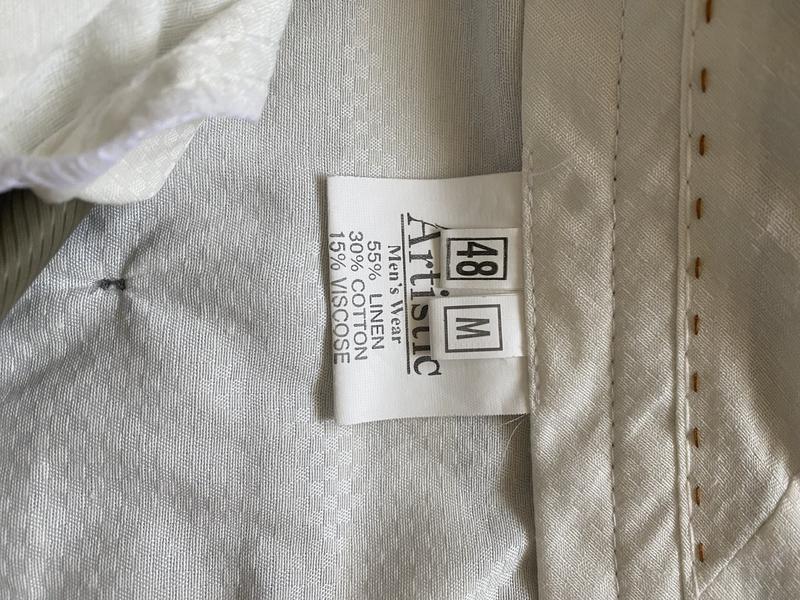 48
M
Artistic
Men's Wear
55% LINEN
30% COTTON
15% VISCOSE